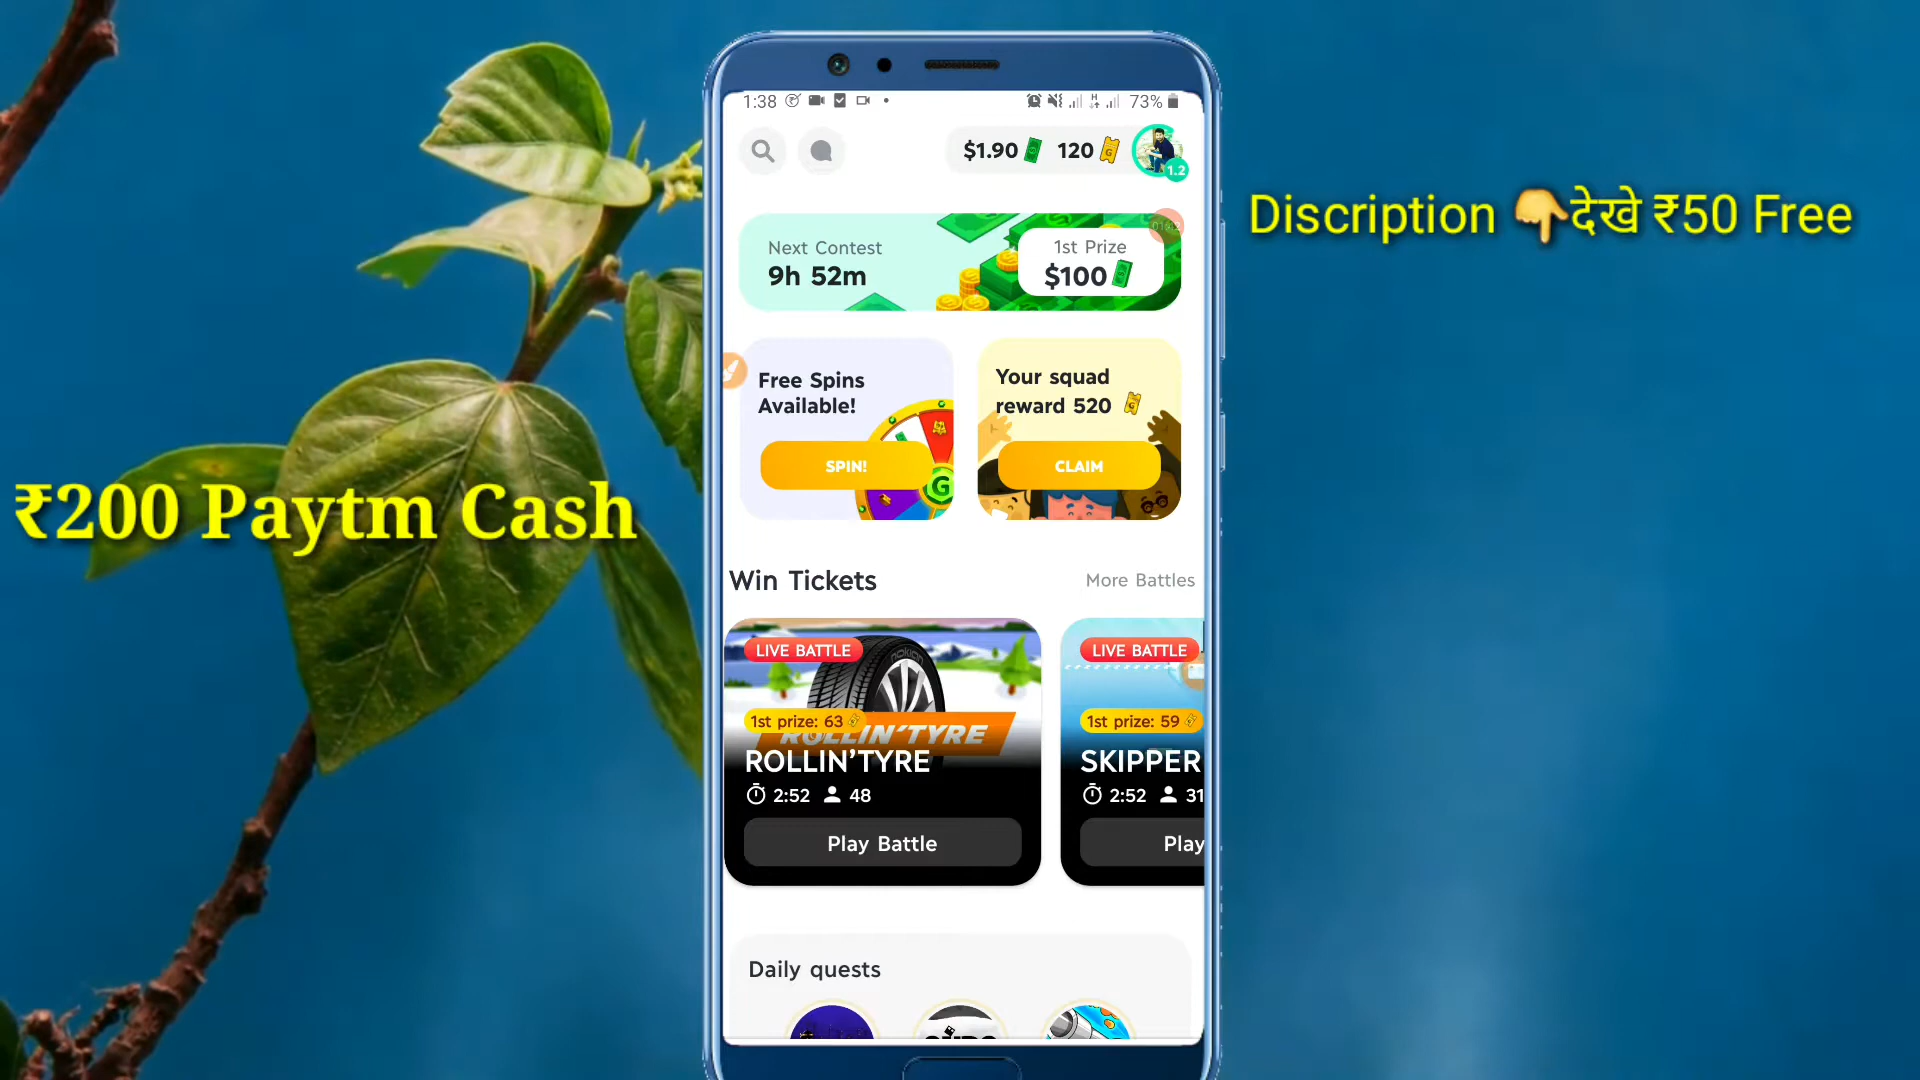 1:38
73%
$1.90
120
1.2
Discription 👇देखे ₹50 Free
Next Contest
9h 52m
1st Prize
$100
Free Spins
Available!
SPIN!
Your squad
reward 520
CLAIM
₹200 Paytm Cash
Win Tickets
More Battles
LIVE BATTLE
nokian
1st prize: 63
ROLLIN'TYRE
ROLLIN'TYRE
2:52
48
Play Battle
LIVE BATTLE
1st prize: 59
SKIPPER
2:52
31
Play
Daily quests